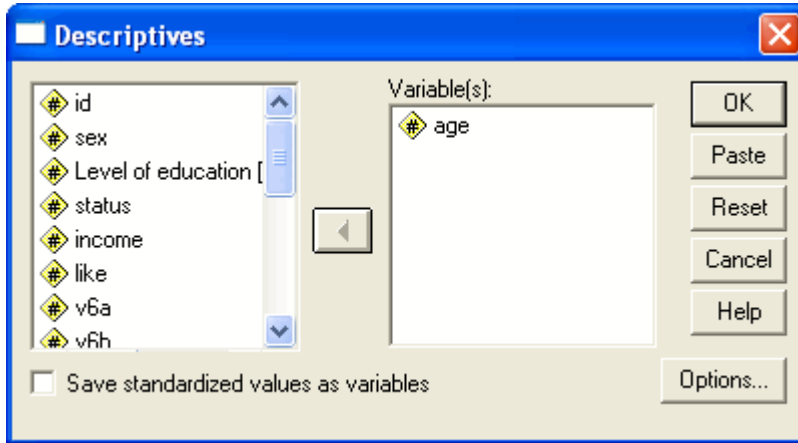 Descriptives
id
sex
Level of education [
status
income
like
v6a
v6b
Variable(s):
age
OK
Paste
Reset
Cancel
Help
Save standardized values as variables
Options...